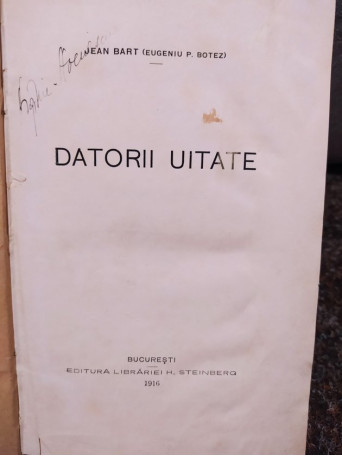 JEAN BART (EUGENIU P. BOTEZ)
DATORII UITATE
BUCUREȘTI
EDITURA LIBRĂRIEI H. STEINBERG
1916